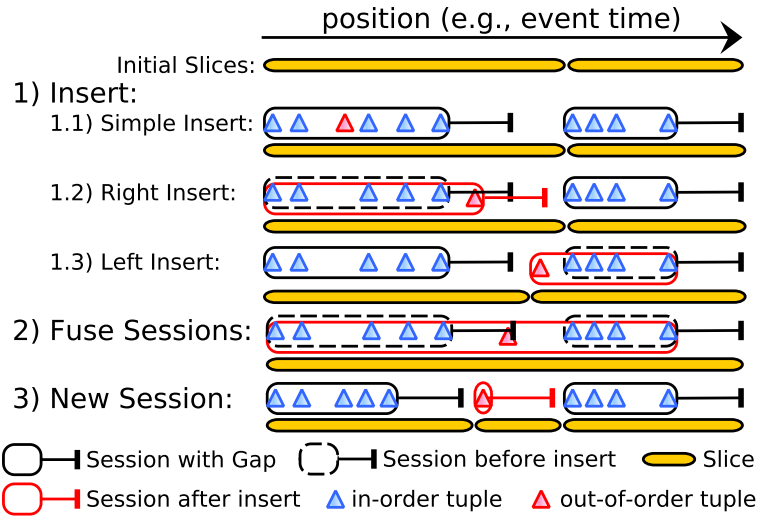 position (e.g., event time)
Initial Slices:
1) Insert:
1.1) Simple Insert:
1.2) Right Insert:
1.3) Left Insert:
2) Fuse Sessions:
3) New Session:
Session with Gap
Session before insert
Slice
Session after insert
in-order tuple
out-of-order tuple